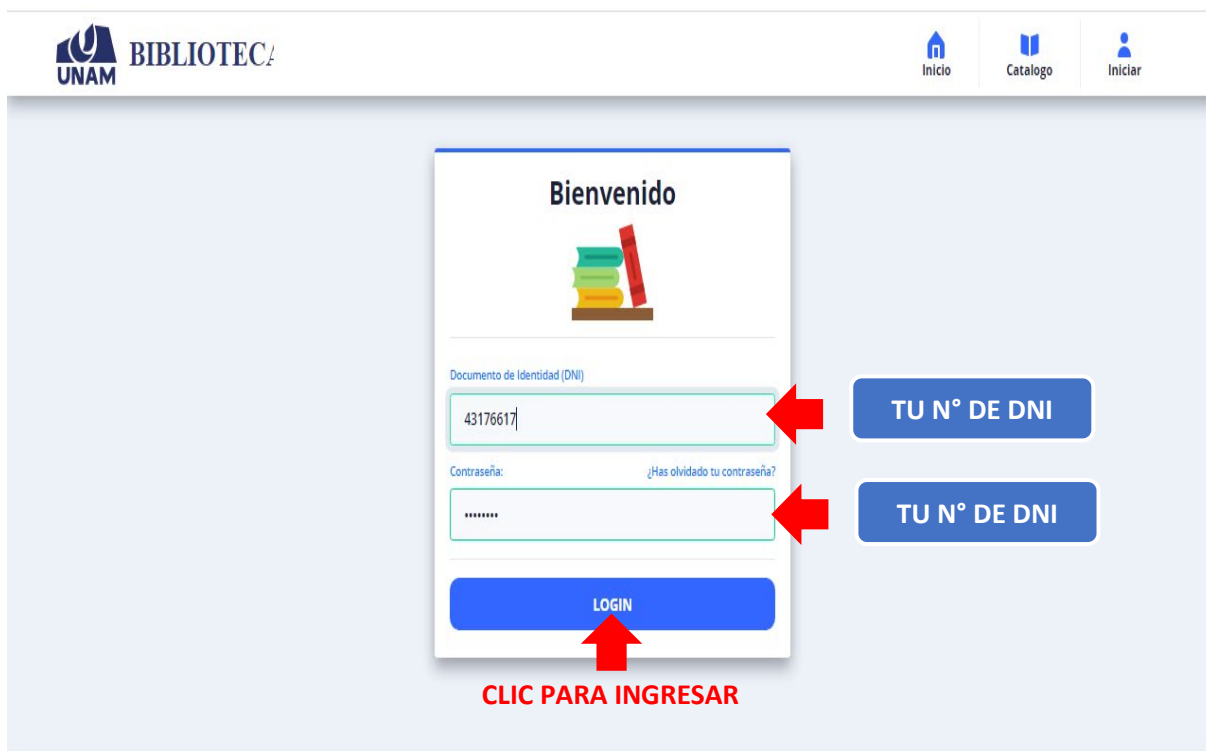 UNAM
BIBLIOTECA
Inicio
Catalogo
Iniciar
Bienvenido
Documento de Identidad (DNI)
43176617
TU N° DE DNI
Contraseña:
¿Has olvidado tu contraseña?
••••••••
TU N° DE DNI
LOGIN
CLIC PARA INGRESAR